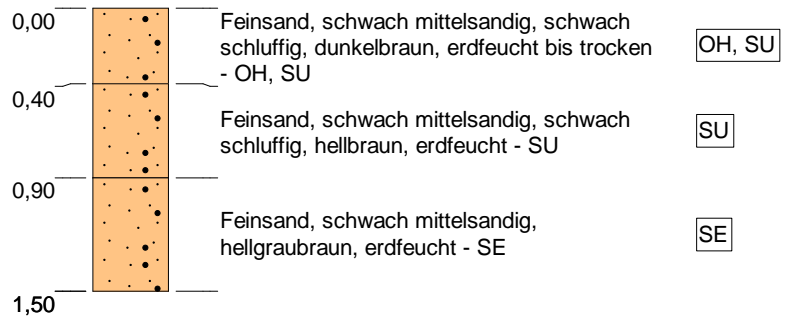 0,00
Feinsand, schwach mittelsandig, schwach
schluffig, dunkelbraun, erdfeucht bis trocken
- OH, SU
OH, SU
0,40
Feinsand, schwach mittelsandig, schwach
schluffig, hellbraun, erdfeucht - SU
SU
0,90
Feinsand, schwach mittelsandig,
hellgraubraun, erdfeucht - SE
SE
1,50